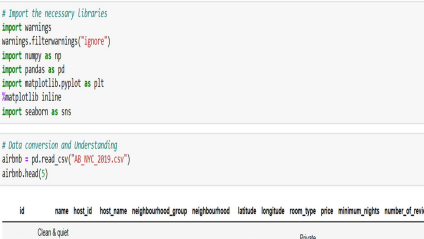 # Import the necessary libraries
import warnings
warnings.filterwarnings("ignore")
import numpy as np
import pandas as pd
import matplotlib.pyplot as plt
%matplotlib inline
import seaborn as sns
# Data conversion and Understanding
airbnb = pd.read_csv("AB_NYC_2019.csv")
airbnb.head(5)
id name host_id host_name neighbourhood_group neighbourhood latitude longitude room_type price minimum_nights number_of_revie
Clean & quiet
Private